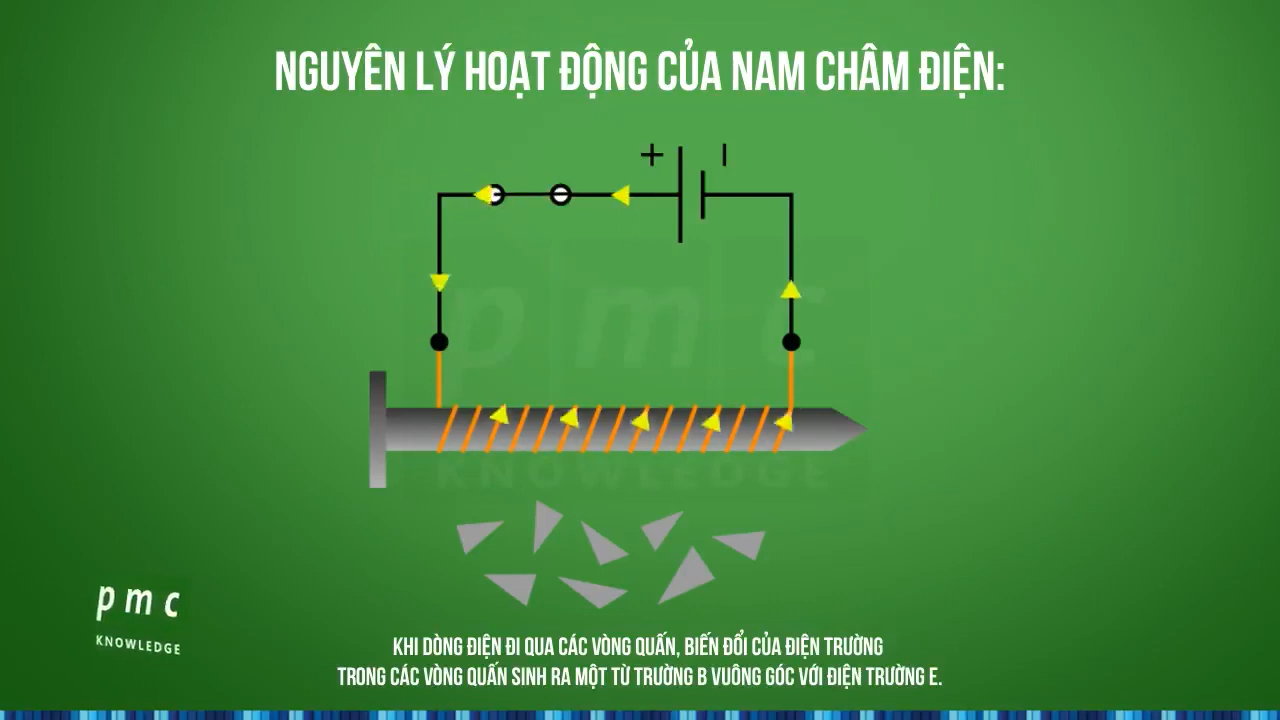 NGUYÊN LÝ HOẠT ĐỘNG CỦA NAM CHÂM ĐIỆN:
+ -
p m c
KNOWLEDGE
p m c
KNOWLEDGE
KHI DÒNG ĐIỆN ĐI QUA CÁC VÒNG QUẤN, BIẾN ĐỔI CỦA ĐIỆN TRƯỜNG
TRONG CÁC VÒNG QUẤN SINH RA MỘT TỪ TRƯỜNG B VUÔNG GÓC VỚI ĐIỆN TRƯỜNG E.